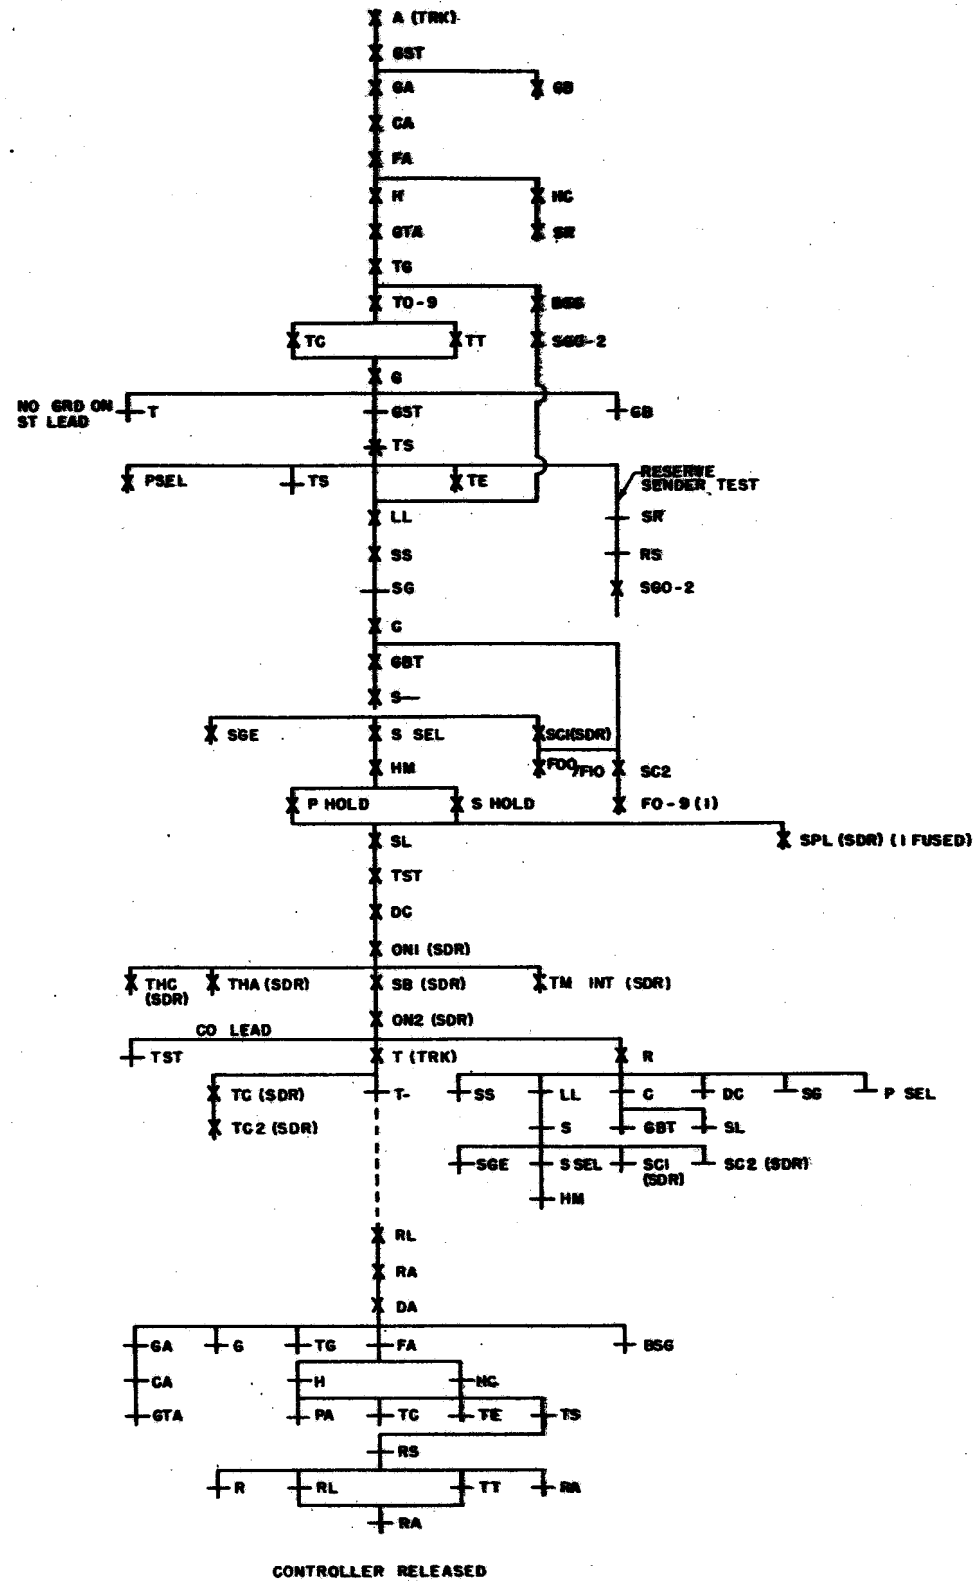 A (TRK)
GST
GA GB
CA
FA
H HC
GTA SR
TG
TO-9 BSG
TC TT SGO-2
G
NO GRD ON
ST LEAD
T GST GB
TS
PSEL TS TE RESERVE
SENDER TEST
LL SR
SS RS
SG SGO-2
C
GBT
S—
SGE S SEL SC1(SDR)
HM FOO/F10 SC2
P HOLD S HOLD FO-9 (1)
SL SPL (SDR) (1 FUSED)
TST
DC
ON1 (SDR)
THC
(SDR)
THA (SDR) SB (SDR) TM INT (SDR)
ON2 (SDR)
CO LEAD
TST T (TRK) R
TC (SDR) T- SS LL C DC SG P SEL
TC2 (SDR) S GBT SL
SGE S SEL SC1
(SDR)
SC2 (SDR)
HM
RL
RA
DA
GA G TG FA BSG
CA H HC
GTA PA TC TE TS
RS
R RL TT RA
RA
CONTROLLER RELEASED